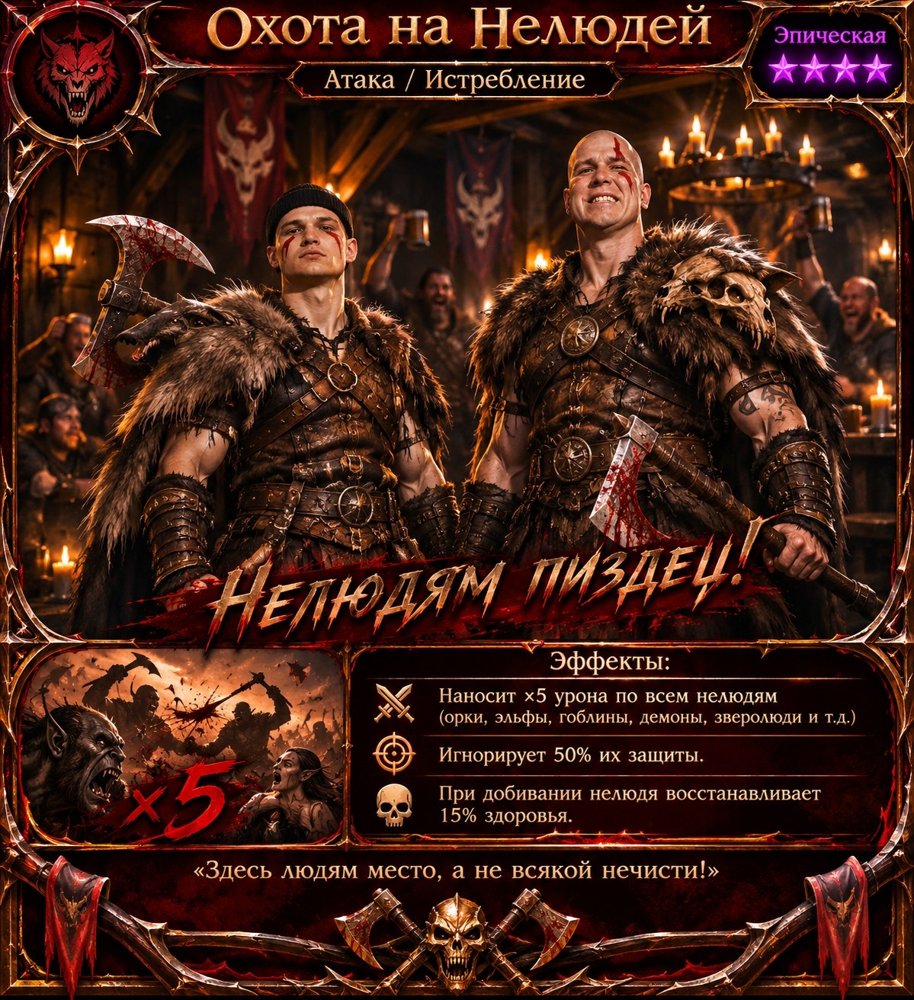 Охота на Нелюдей
Эпическая
Атака / Истребление
Нелюдям пиздец!
×5
Эффекты:
Наносит ×5 урона по всем нелюдям
(орки, эльфы, гоблины, демоны, зверолюди и т.д.)
Игнорирует 50% их защиты.
При добивании нелюдя восстанавливает
15% здоровья.
«Здесь людям место, а не всякой нечисти!»